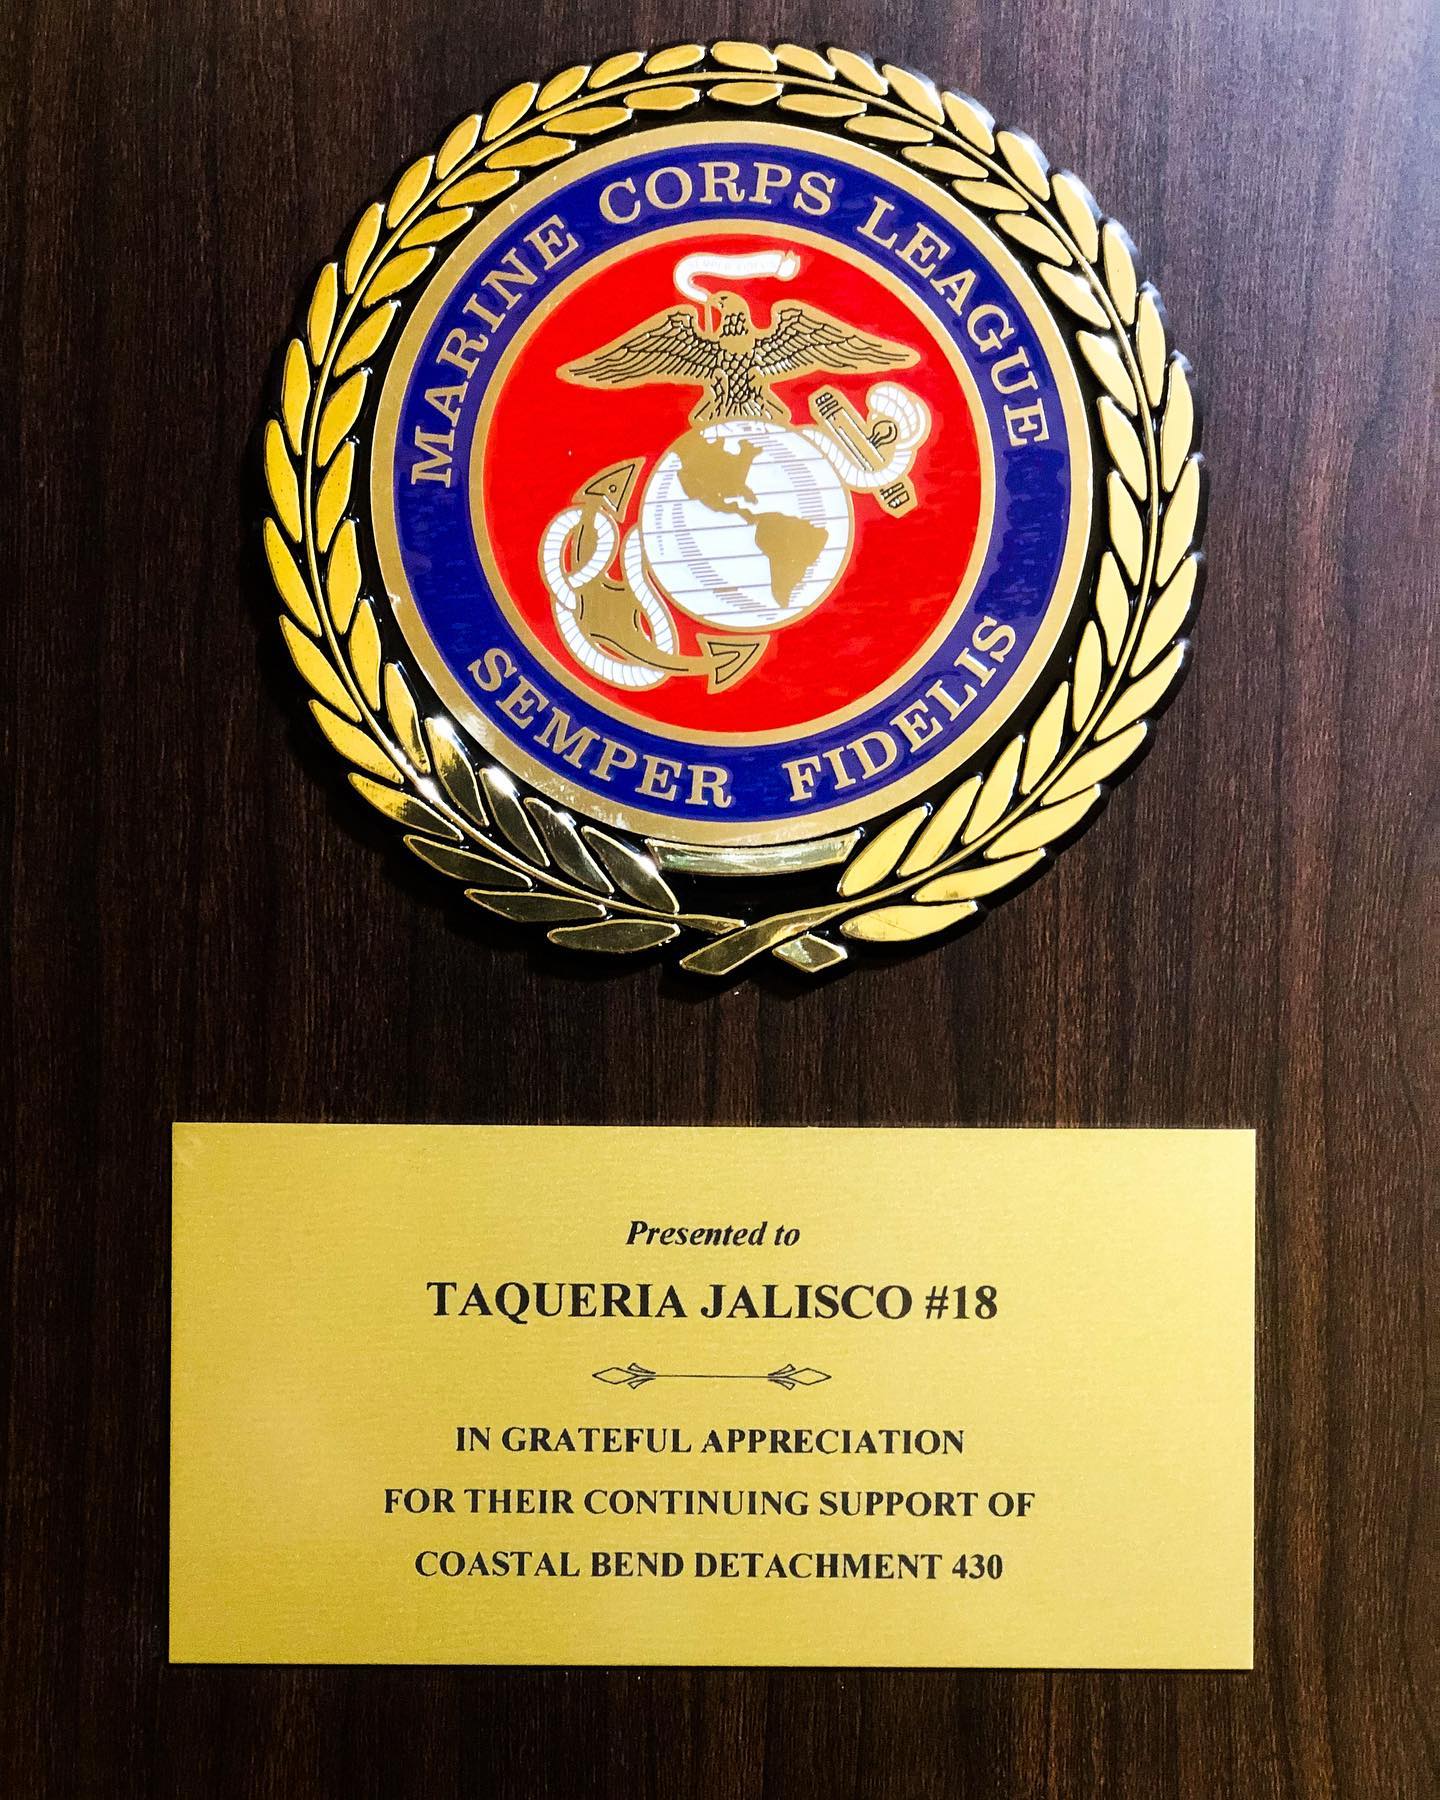 MARINE CORPS LEAGUE
SEMPER FIDELIS
Presented to
TAQUERIA JALISCO #18
IN GRATEFUL APPRECIATION
FOR THEIR CONTINUING SUPPORT OF
COASTAL BEND DETACHMENT 430